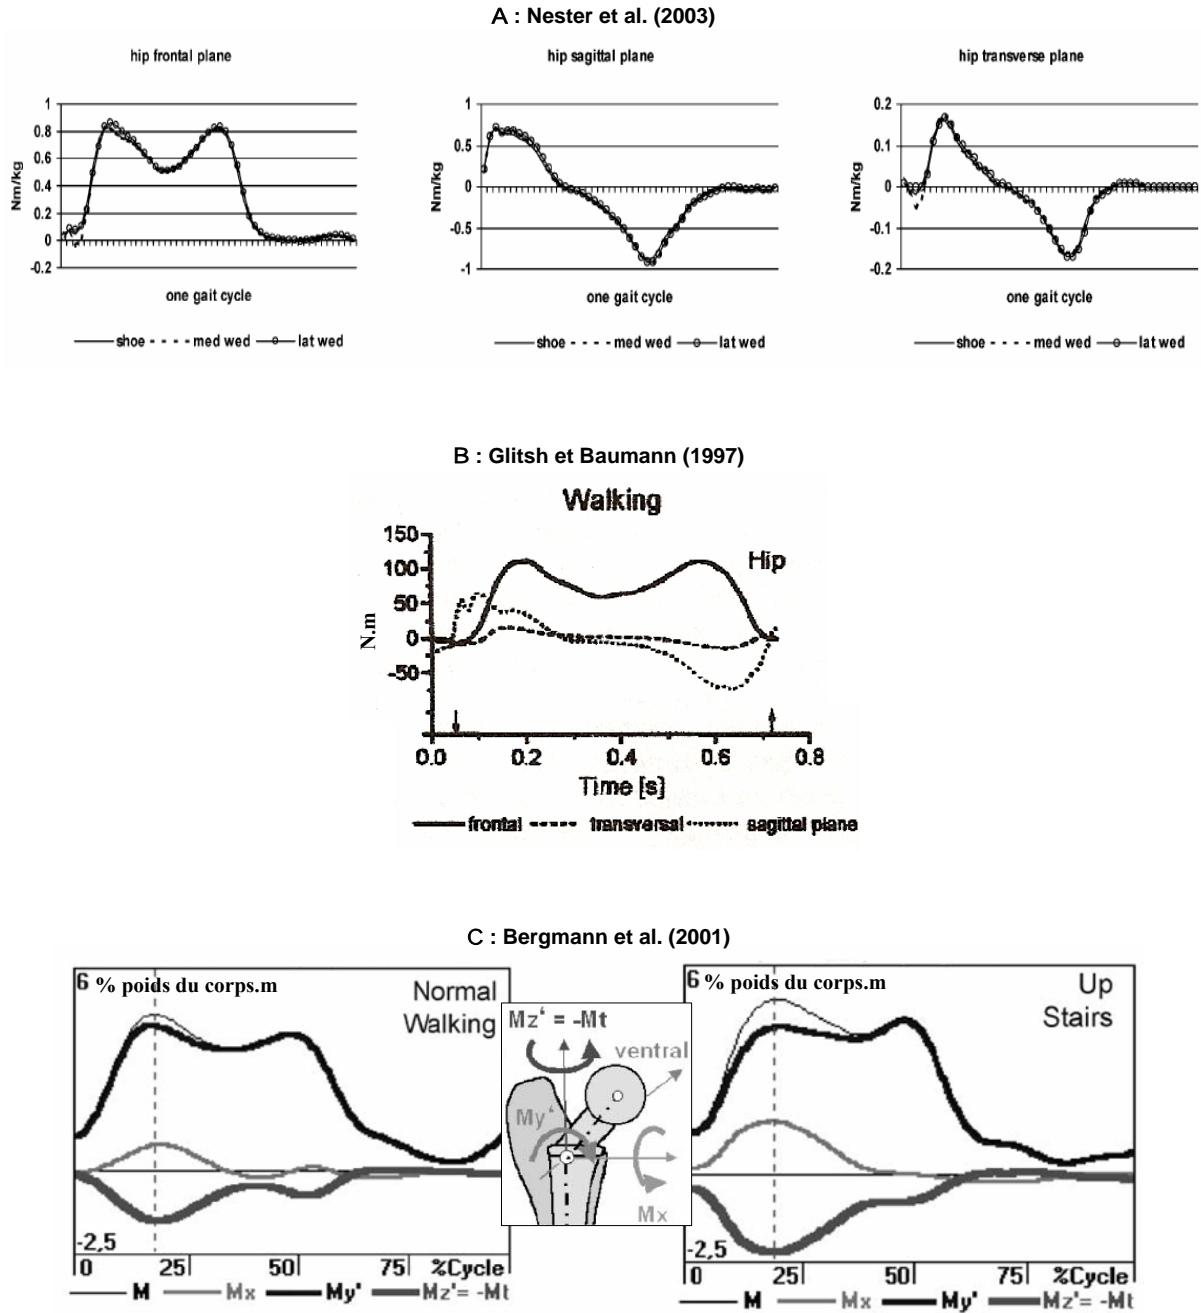 A : Nester et al. (2003)
hip frontal plane
1
0.8
0.6
0.4
0.2
0
-0.2
Nm/kg
one gait cycle
shoe med wed lat wed
hip sagittal plane
1
0.5
0
-0.5
-1
Nm/kg
one gait cycle
shoe med wed lat wed
hip transverse plane
0.2
0.1
0
-0.1
-0.2
Nm/kg
one gait cycle
shoe med wed lat wed
B : Glitsh et Baumann (1997)
Walking
150
100
50
0
-50
N.m
Hip
0.0 0.2 0.4 0.6 0.8
Time [s]
frontal transversal sagittal plane
C : Bergmann et al. (2001)
6 % poids du corps.m
Normal
Walking
-2,5
0 25 50 75 %Cycle
M Mx My' Mz'= -Mt
Mz' = -Mt
ventral
My'
Mx
6 % poids du corps.m
Up
Stairs
-2,5
0 25 50 75 %Cycle
M Mx My' Mz'= -Mt